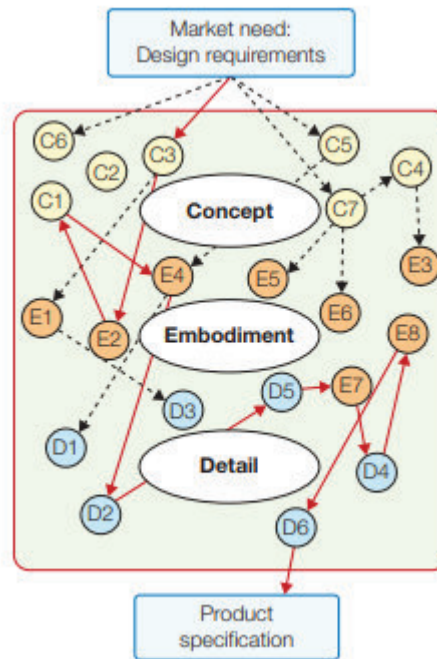 Market need:
Design requirements
C6
C3
C5
C2
C4
C1
Concept
C7
E4
E5
E3
E1
E2
Embodiment
E6
E8
D5
E7
D3
D1
Detail
D4
D2
D6
Product
specification